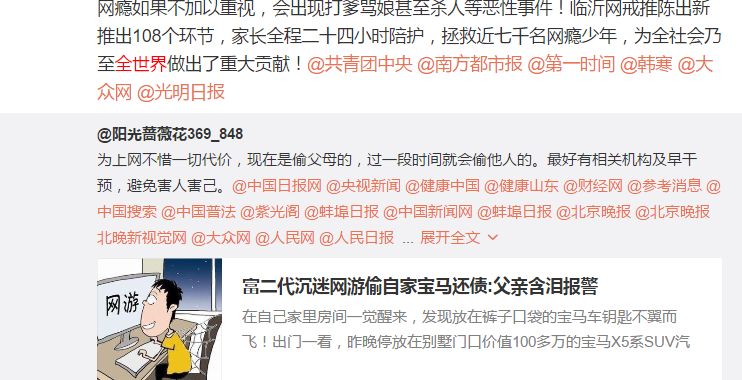 网瘾如果不加以重视，会出现打爹骂娘甚至杀人等恶性事件！临沂网戒推陈出新
推出108个环节，家长全程二十四小时陪护，拯救近七千名网瘾少年，为全社会乃
至全世界做出了重大贡献！@共青团中央 @南方都市报 @第一时间 @韩寒 @大
众网 @光明日报
@阳光蔷薇花369_848
为上网不惜一切代价，现在是偷父母的，过一段时间就会偷他人的。最好有相关机构及早干
预，避免害人害己。@中国日报网 @央视新闻 @健康中国 @健康山东 @财经网 @参考消息 @
中国搜索 @中国普法 @紫光阁 @蚌埠日报 @中国新闻网 @蚌埠日报 @北京晚报 @北京晚报
北晚新视觉网 @大众网 @人民网 @人民日报 ... 展开全文
网游
富二代沉迷网游偷自家宝马还债:父亲含泪报警
在自己家里房间一觉醒来，发现放在裤子口袋的宝马车钥匙不翼而
飞！出门一看，昨晚停放在别墅门口价值100多万的宝马X5系SUV汽